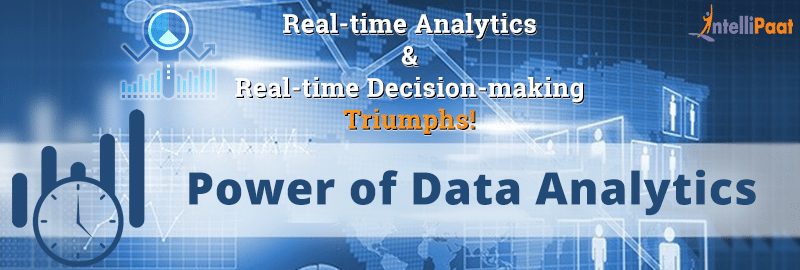 Real-time Analytics
IntelliPaat
&
Real-time Decision-making
Triumphs!
Power of Data Analytics